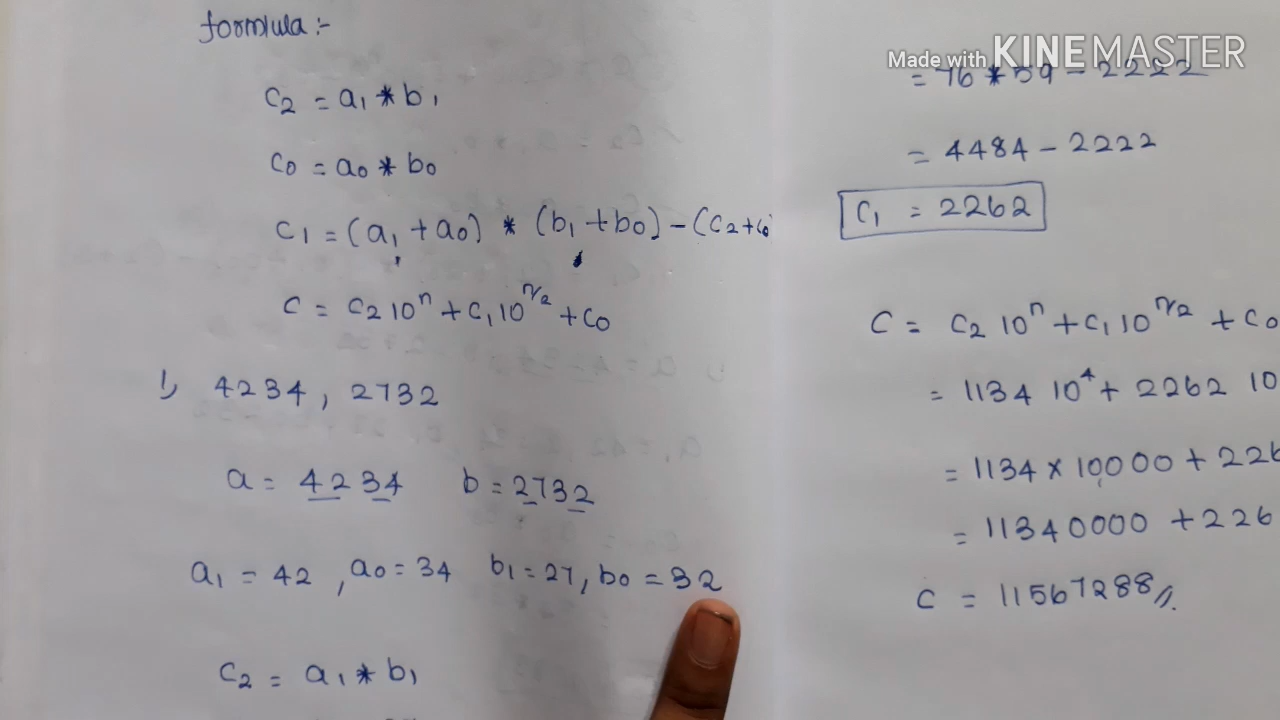 formula:-
c2 = a1 * b1
c0 = a0 * b0
c1 = (a1 + a0) * (b1 + b0) - (c2 + c0)
c = c2 10^n + c1 10^n/2 + c0
1) 4234, 2732
a = 4234 b = 2732
a1 = 42, a0 = 34 b1 = 27, b0 = 32
c2 = a1 * b1
Made with KINEMASTER
= 76 * 59 - 2222
= 4484 - 2222
c1 = 2262
c = c2 10^n + c1 10^n/2 + c0
= 1134 10^4 + 2262 10
= 1134 x 10000 + 226
= 11340000 + 226
c = 11567288//.